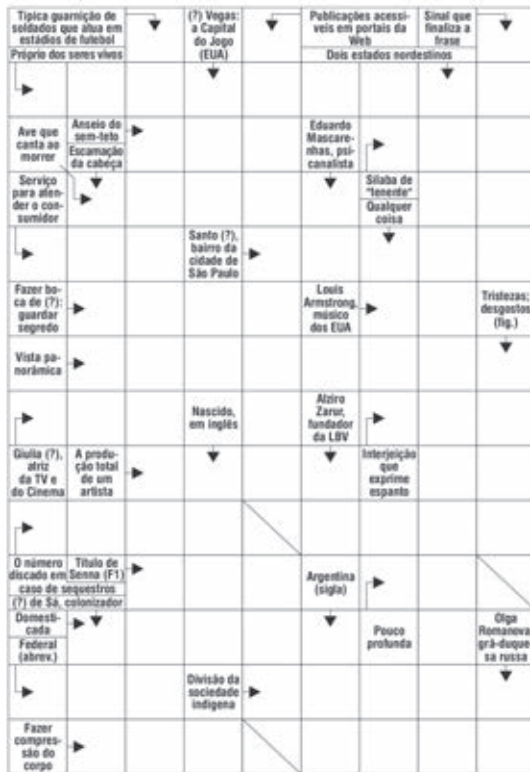 Típica guarnição de
soldados que atua em
estádios de futebol
Próprio dos seres vivos
(?) Vegas:
a Capital
do Jogo
(EUA)
Publicações acessí-
veis em portais da
Web
Dois estados nordestinos
Sinal que
finaliza a
frase
Ave que
canta ao
morrer
Anseio do
sem-teto
Escamação
da cabeça
Eduardo
Mascare-
nhas, psi-
canalista
Serviço
para aten-
der o con-
sumidor
Sílaba de
"tenente"
Qualquer
coisa
Santo (?),
bairro da
cidade de
São Paulo
Fazer bo-
ca de (?):
guardar
segredo
Louis
Armstrong,
músico
dos EUA
Tristezas;
desgostos
(fig.)
Vista pa-
norâmica
Nascido,
em inglês
Alziro
Zarur,
fundador
da LBV
Giulia (?),
atriz
da TV e
do Cinema
A produ-
ção total
de um
artista
Interjeição
que
exprime
espanto
O número
discado em
caso de sequestros
Título de
Senna (F1)
(?) de Sá, colonizador
Argentina
(sigla)
Domesti-
cada
Federal
(abrev.)
Pouco
profunda
Olga
Romanova,
grã-duque-
sa russa
Divisão da
sociedade
indígena
Fazer
compres-
são do
corpo